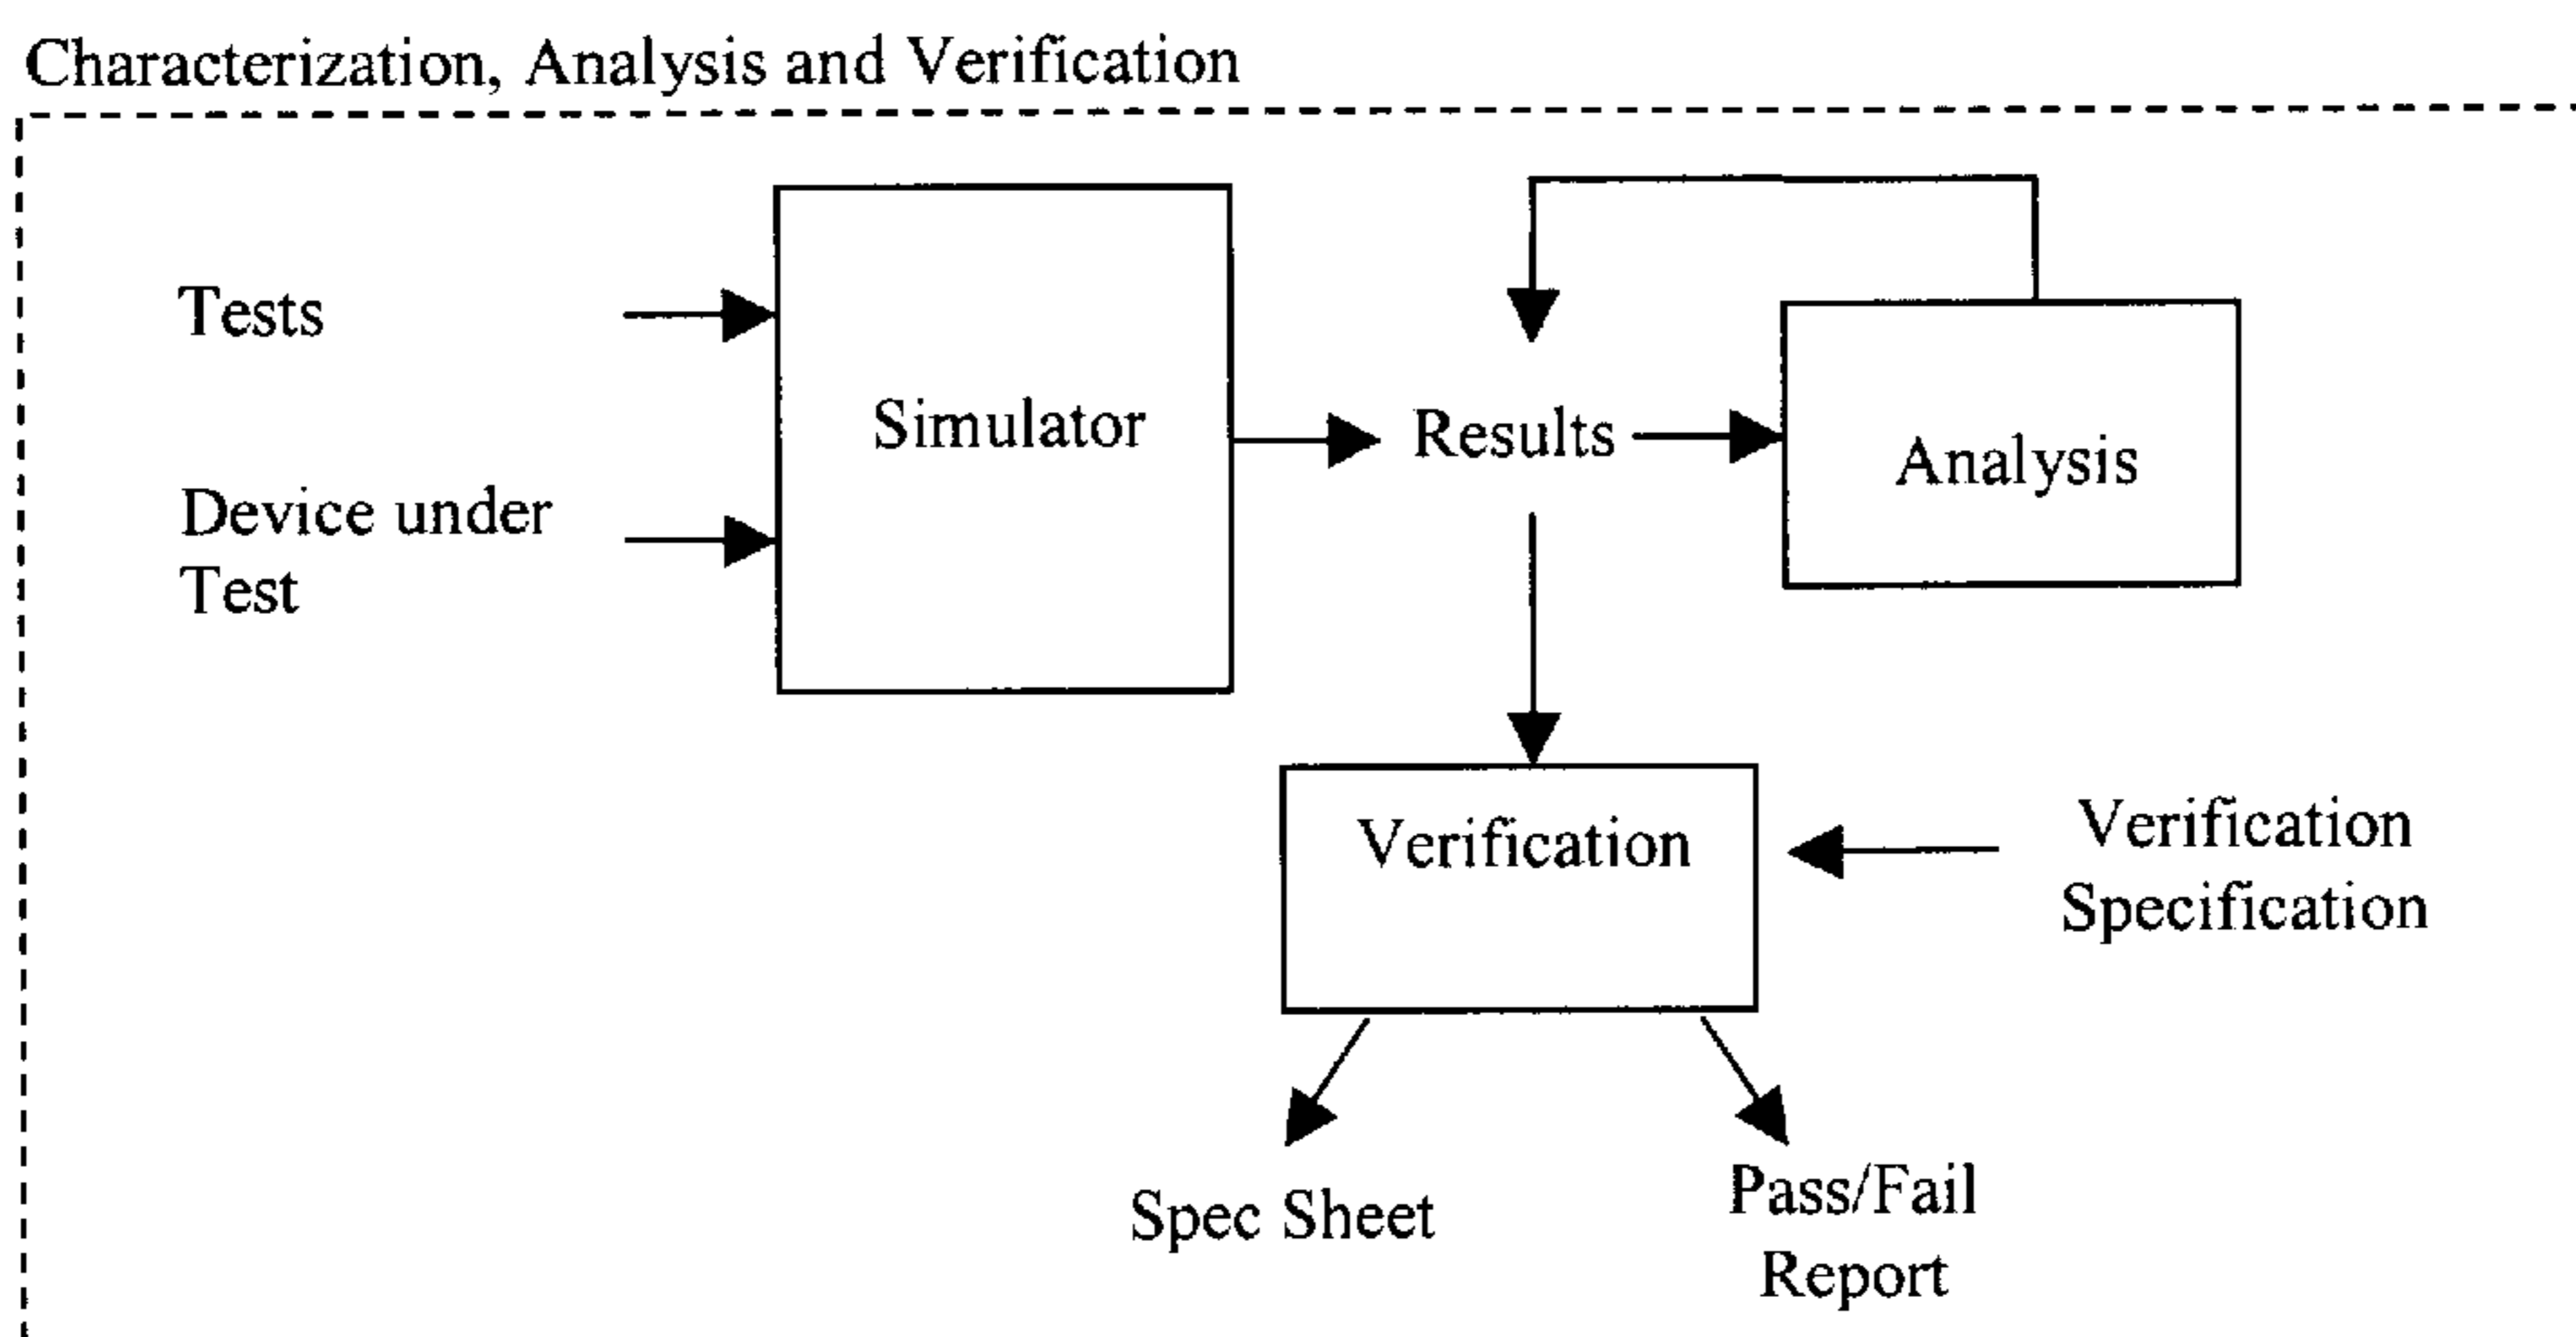 Characterization, Analysis and Verification
Tests
Device under
Test
Simulator
Results
Analysis
Verification
Verification
Specification
Spec Sheet
Pass/Fail
Report